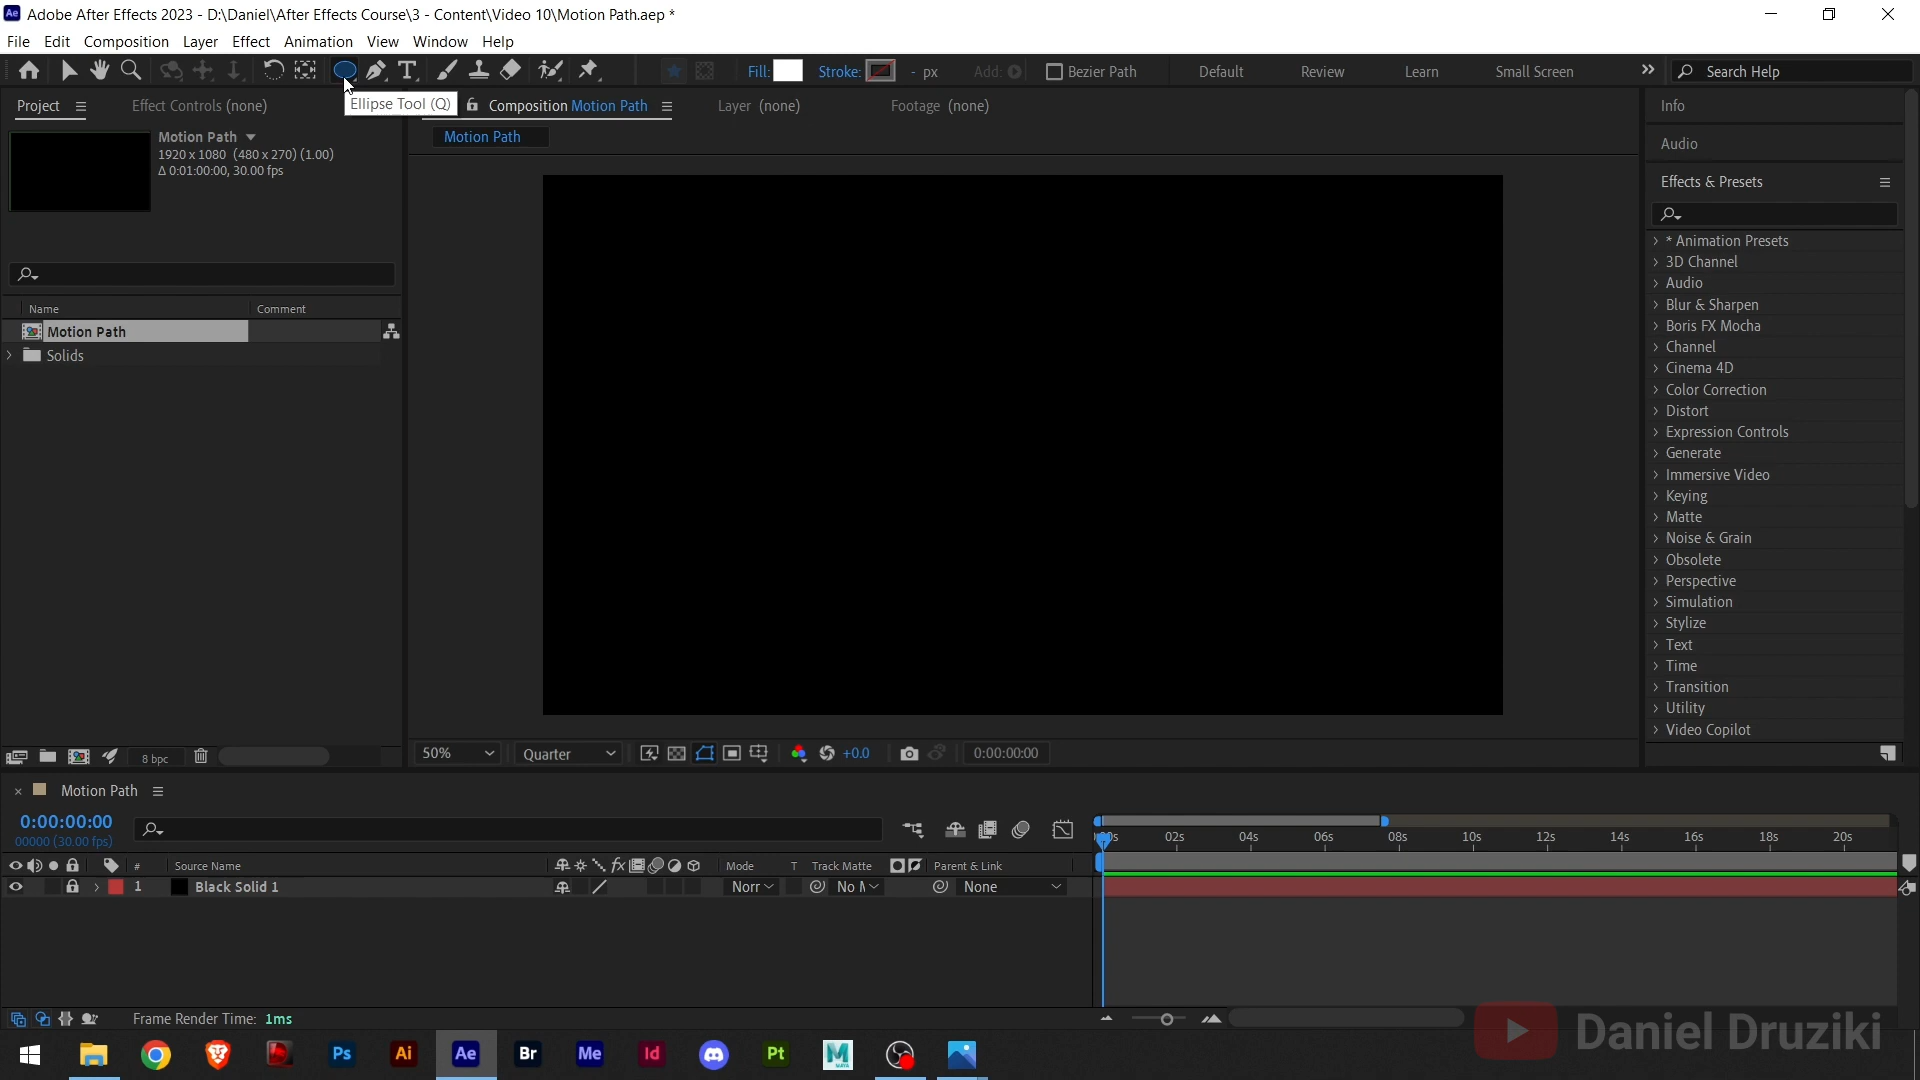 Adobe After Effects 2023 - D:\Daniel\After Effects Course\3 - Content\Video 10\Motion Path.aep *
File Edit Composition Layer Effect Animation View Window Help
Fill: Stroke: - px Add: Bezier Path Default Review Learn Small Screen Search Help
Ellipse Tool (Q)
Project Effect Controls (none) Composition Motion Path Layer (none) Footage (none)
Motion Path
Motion Path
1920 x 1080 (480 x 270) (1.00)
Δ 0:01:00:00, 30.00 fps
Name Comment
Motion Path
Solids
8 bpc
50% Quarter +0.0 0:00:00:00
Info
Audio
Effects & Presets
* Animation Presets
3D Channel
Audio
Blur & Sharpen
Boris FX Mocha
Channel
Cinema 4D
Color Correction
Distort
Expression Controls
Generate
Immersive Video
Keying
Matte
Noise & Grain
Obsolete
Perspective
Simulation
Stylize
Text
Time
Transition
Utility
Video Copilot
Motion Path
0:00:00:00
00000 (30.00 fps)
02s 04s 06s 08s 10s 12s 14s 16s 18s 20s
# Source Name Mode T Track Matte Parent & Link
1 Black Solid 1 Norr None
Frame Render Time: 1ms
Daniel Druziki
Ps Ai Ae Br Me Id Pt